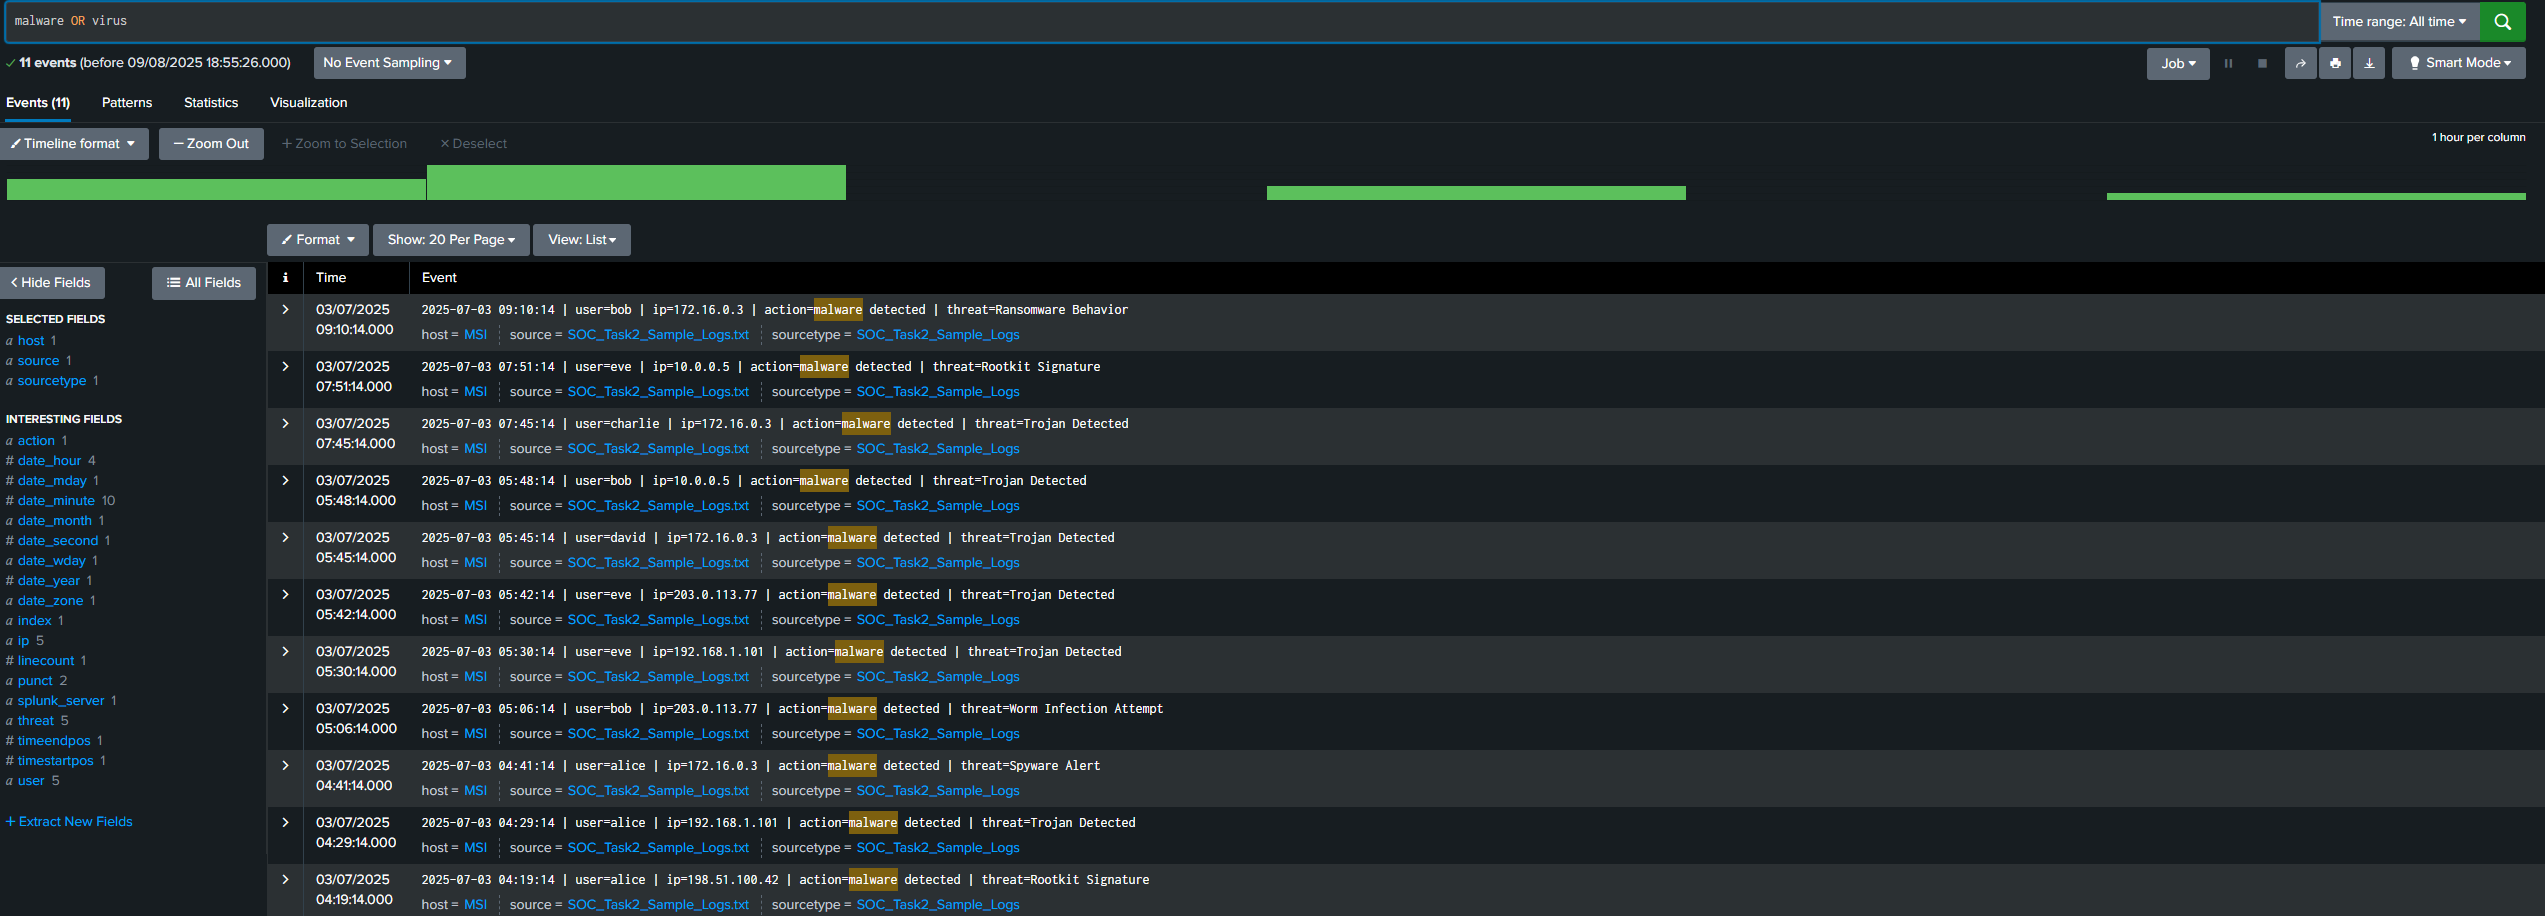 malware OR virus
Time range: All time
11 events (before 09/08/2025 18:55:26.000)
No Event Sampling
Job
Smart Mode
Events (11)
Patterns
Statistics
Visualization
Timeline format
— Zoom Out
+ Zoom to Selection
× Deselect
1 hour per column
Format
Show: 20 Per Page
View: List
< Hide Fields
All Fields
i
Time
Event
SELECTED FIELDS
a host 1
a source 1
a sourcetype 1
INTERESTING FIELDS
a action 1
# date_hour 4
# date_mday 1
# date_minute 10
a date_month 1
# date_second 1
a date_wday 1
# date_year 1
a date_zone 1
a index 1
a ip 5
# linecount 1
a punct 2
a splunk_server 1
a threat 5
# timeendpos 1
# timestartpos 1
a user 5
+ Extract New Fields
03/07/2025
09:10:14.000
2025-07-03 09:10:14 | user=bob | ip=172.16.0.3 | action=malware detected | threat=Ransomware Behavior
host = MSI source = SOC_Task2_Sample_Logs.txt sourcetype = SOC_Task2_Sample_Logs
03/07/2025
07:51:14.000
2025-07-03 07:51:14 | user=eve | ip=10.0.0.5 | action=malware detected | threat=Rootkit Signature
host = MSI source = SOC_Task2_Sample_Logs.txt sourcetype = SOC_Task2_Sample_Logs
03/07/2025
07:45:14.000
2025-07-03 07:45:14 | user=charlie | ip=172.16.0.3 | action=malware detected | threat=Trojan Detected
host = MSI source = SOC_Task2_Sample_Logs.txt sourcetype = SOC_Task2_Sample_Logs
03/07/2025
05:48:14.000
2025-07-03 05:48:14 | user=bob | ip=10.0.0.5 | action=malware detected | threat=Trojan Detected
host = MSI source = SOC_Task2_Sample_Logs.txt sourcetype = SOC_Task2_Sample_Logs
03/07/2025
05:45:14.000
2025-07-03 05:45:14 | user=david | ip=172.16.0.3 | action=malware detected | threat=Trojan Detected
host = MSI source = SOC_Task2_Sample_Logs.txt sourcetype = SOC_Task2_Sample_Logs
03/07/2025
05:42:14.000
2025-07-03 05:42:14 | user=eve | ip=203.0.113.77 | action=malware detected | threat=Trojan Detected
host = MSI source = SOC_Task2_Sample_Logs.txt sourcetype = SOC_Task2_Sample_Logs
03/07/2025
05:30:14.000
2025-07-03 05:30:14 | user=eve | ip=192.168.1.101 | action=malware detected | threat=Trojan Detected
host = MSI source = SOC_Task2_Sample_Logs.txt sourcetype = SOC_Task2_Sample_Logs
03/07/2025
05:06:14.000
2025-07-03 05:06:14 | user=bob | ip=203.0.113.77 | action=malware detected | threat=Worm Infection Attempt
host = MSI source = SOC_Task2_Sample_Logs.txt sourcetype = SOC_Task2_Sample_Logs
03/07/2025
04:41:14.000
2025-07-03 04:41:14 | user=alice | ip=172.16.0.3 | action=malware detected | threat=Spyware Alert
host = MSI source = SOC_Task2_Sample_Logs.txt sourcetype = SOC_Task2_Sample_Logs
03/07/2025
04:29:14.000
2025-07-03 04:29:14 | user=alice | ip=192.168.1.101 | action=malware detected | threat=Trojan Detected
host = MSI source = SOC_Task2_Sample_Logs.txt sourcetype = SOC_Task2_Sample_Logs
03/07/2025
04:19:14.000
2025-07-03 04:19:14 | user=alice | ip=198.51.100.42 | action=malware detected | threat=Rootkit Signature
host = MSI source = SOC_Task2_Sample_Logs.txt sourcetype = SOC_Task2_Sample_Logs